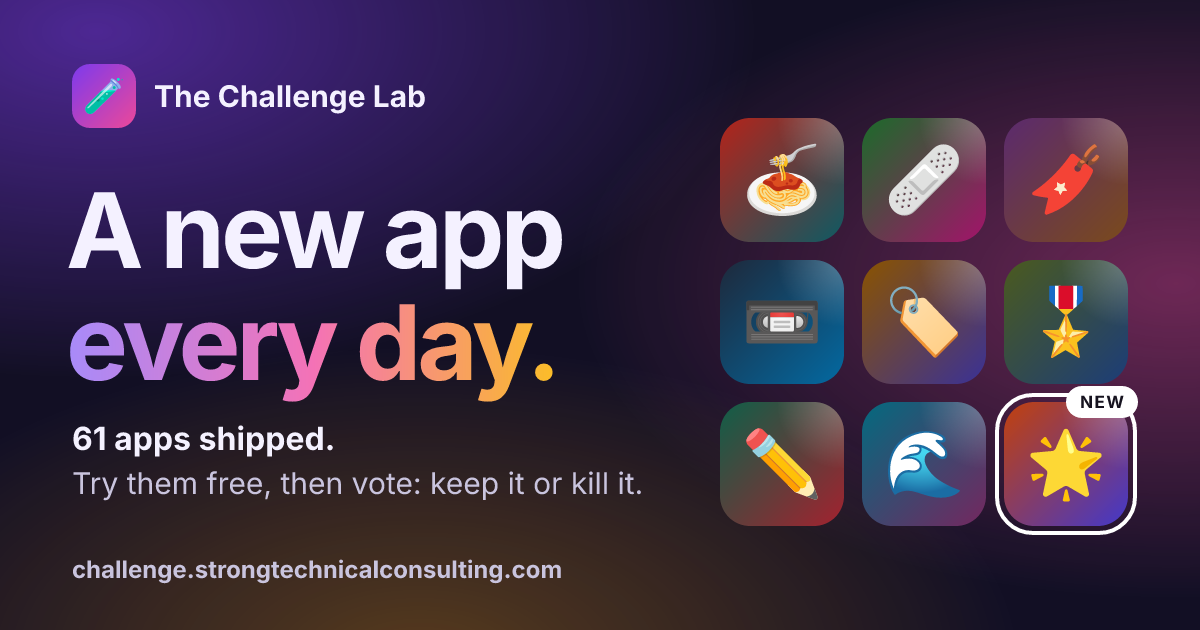 The Challenge Lab
A new app
every day.
61 apps shipped.
Try them free, then vote: keep it or kill it.
challenge.strongtechnicalconsulting.com
NEW